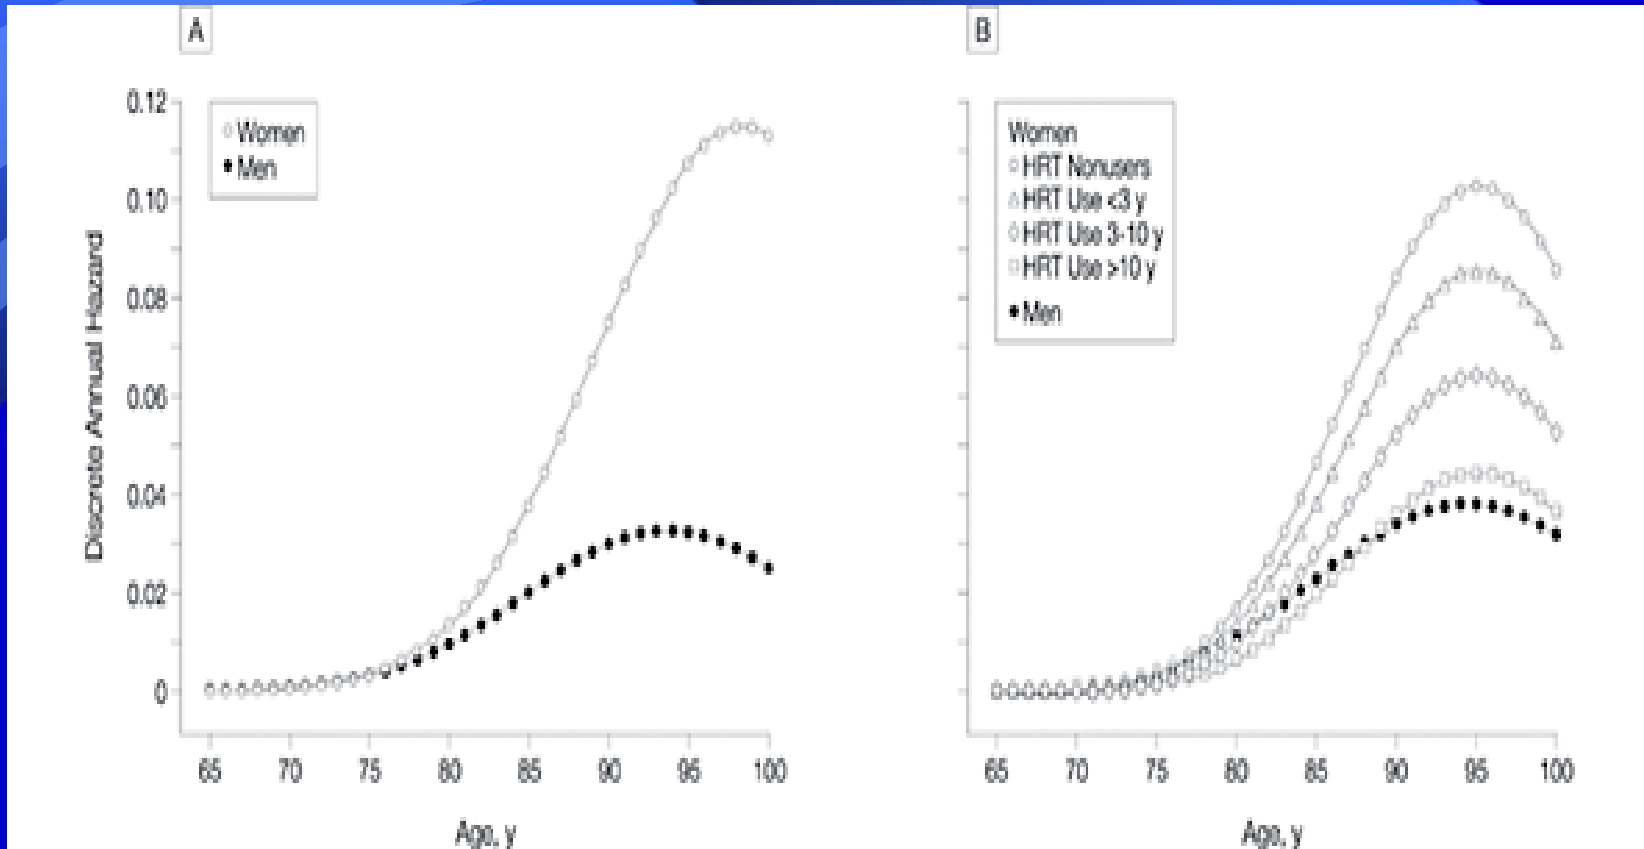 A
0.12
0.10
0.08
0.06
0.04
0.02
0
Discrete Annual Hazard
Women
Men
65 70 75 80 85 90 95 100
Age, y
B
Women
HRT Nonusers
HRT Use <3 y
HRT Use 3-10 y
HRT Use >10 y
Men
65 70 75 80 85 90 95 100
Age, y